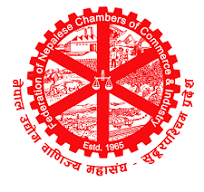 Federation of Nepalese Chambers of Commerce & Industry
Estd. 1965
नेपाल उद्योग वाणिज्य महासंघ - सुदूरपश्चिम प्रदेश